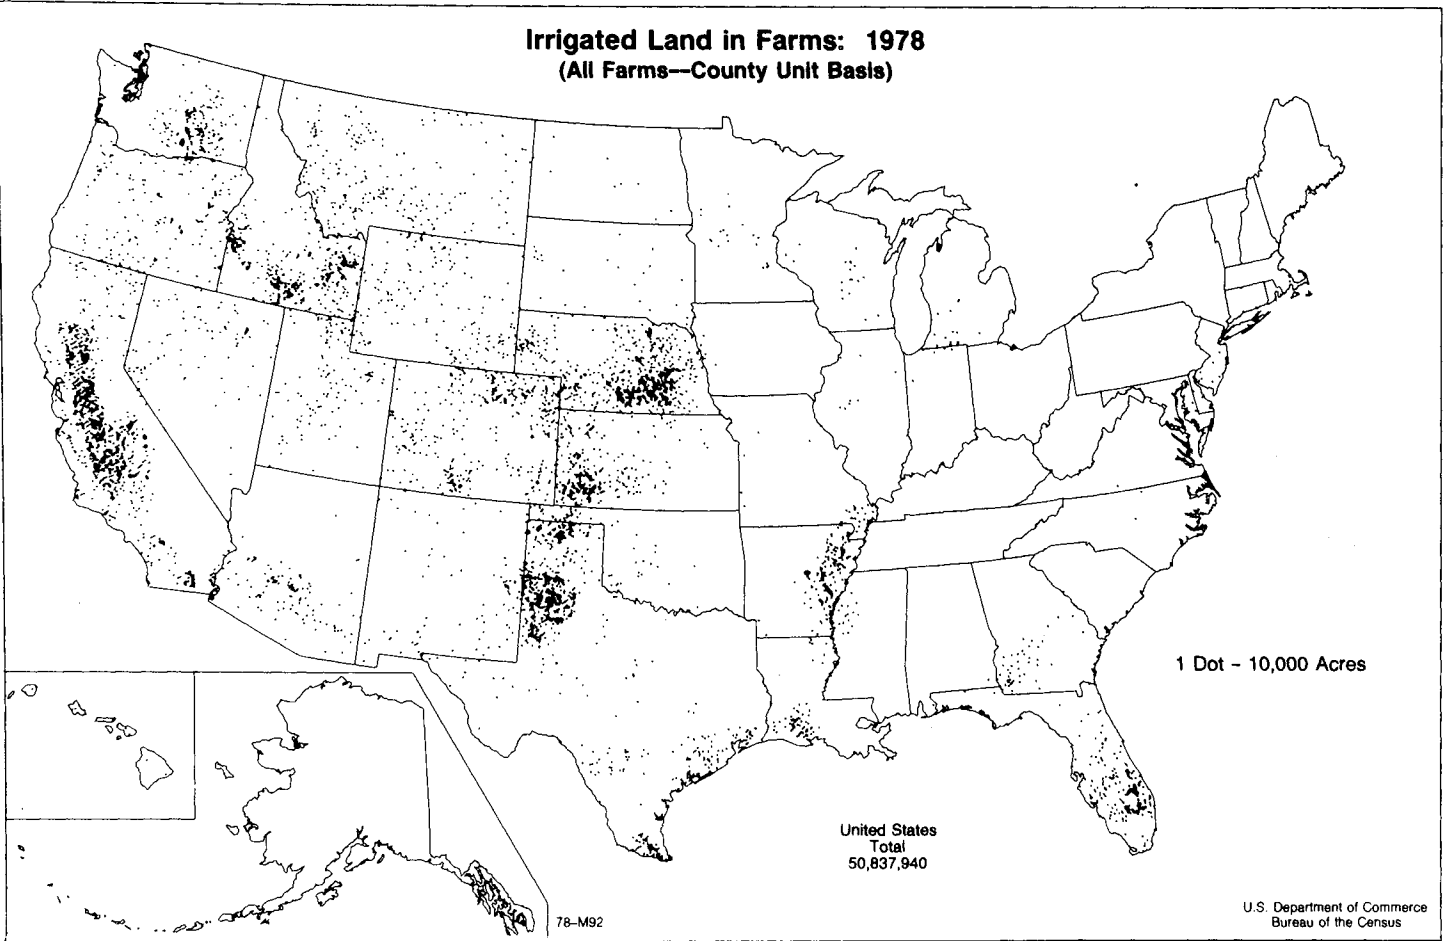 Irrigated Land in Farms: 1978
(All Farms—County Unit Basis)
1 Dot - 10,000 Acres
United States
Total
50,837,940
78-M92
U.S. Department of Commerce
Bureau of the Census